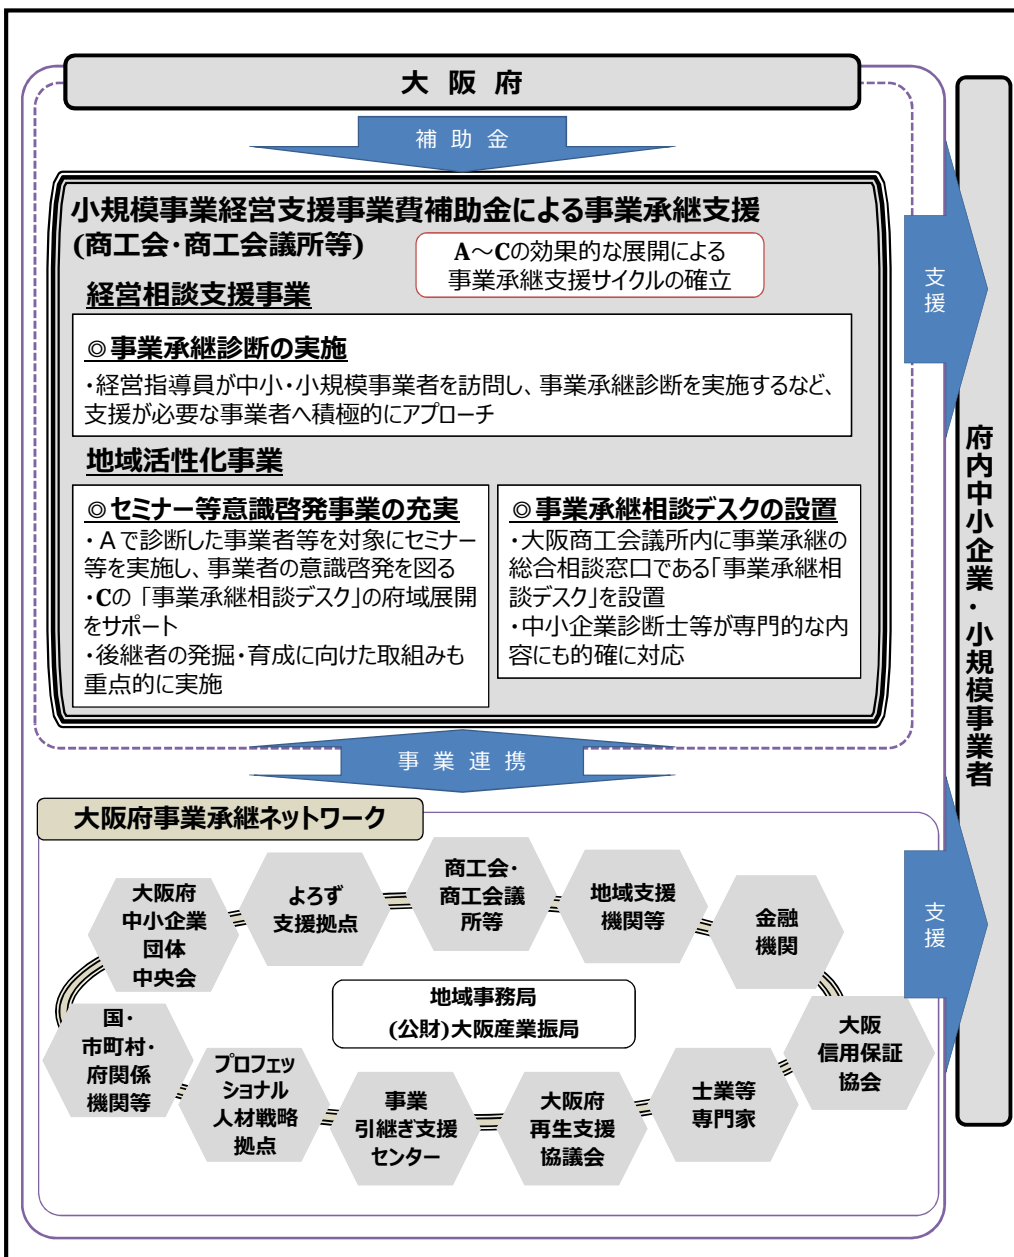 大阪府
補助金
小規模事業経営支援事業費補助金による事業承継支援
(商工会・商工会議所等)
A～Cの効果的な展開による
事業承継支援サイクルの確立
経営相談支援事業
◎事業承継診断の実施
・経営指導員が中小・小規模事業者を訪問し、事業承継診断を実施するなど、
支援が必要な事業者へ積極的にアプローチ
地域活性化事業
◎セミナー等意識啓発事業の充実
・Aで診断した事業者等を対象にセミナー
等を実施し、事業者の意識啓発を図る
・Cの「事業承継相談デスク」の府域展開
をサポート
・後継者の発掘・育成に向けた取組みも
重点的に実施
◎事業承継相談デスクの設置
・大阪商工会議所内に事業承継の
総合相談窓口である「事業承継相
談デスク」を設置
・中小企業診断士等が専門的な内
容にも的確に対応
支援
府内中小企業・小規模事業者
事業連携
大阪府事業承継ネットワーク
大阪府
中小企業
団体
中央会
よろず
支援拠点
商工会・
商工会議
所等
地域支援
機関等
金融
機関
大阪
信用保証
協会
士業等
専門家
大阪府
再生支援
協議会
事業
引継ぎ支援
センター
プロフェッ
ショナル
人材戦略
拠点
国・
市町村・
府関係
機関等
地域事務局
(公財)大阪産業振局
支援